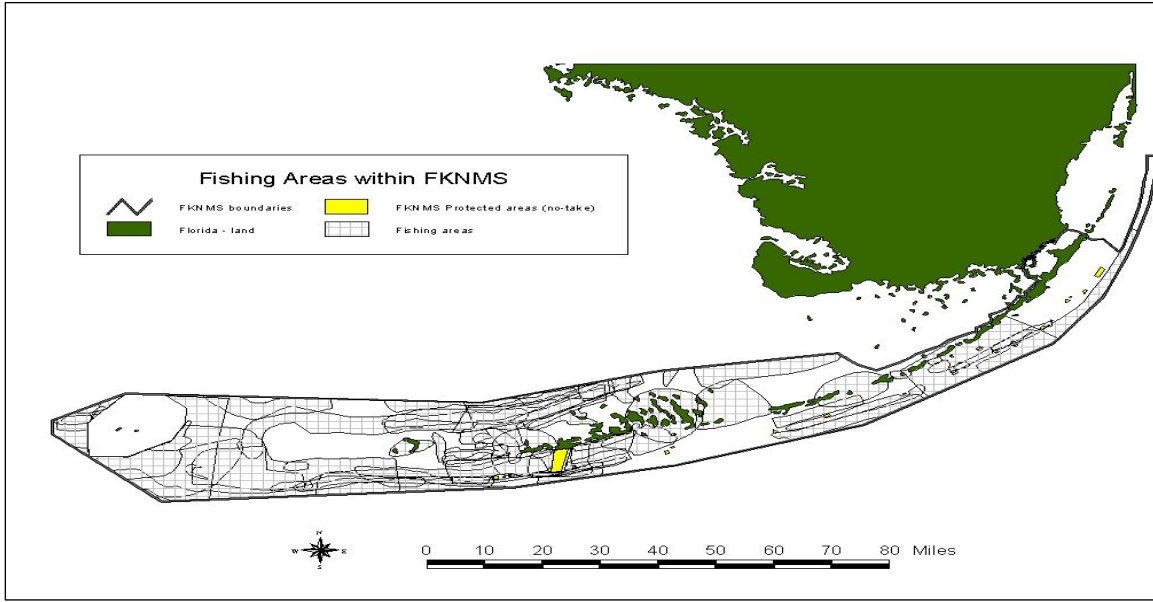 Fishing Areas within FKNMS
FKNMS boundaries
FKNMS Protected areas (no-take)
Florida - land
Fishing areas
N
W E
S
0 10 20 30 40 50 60 70 80 Miles